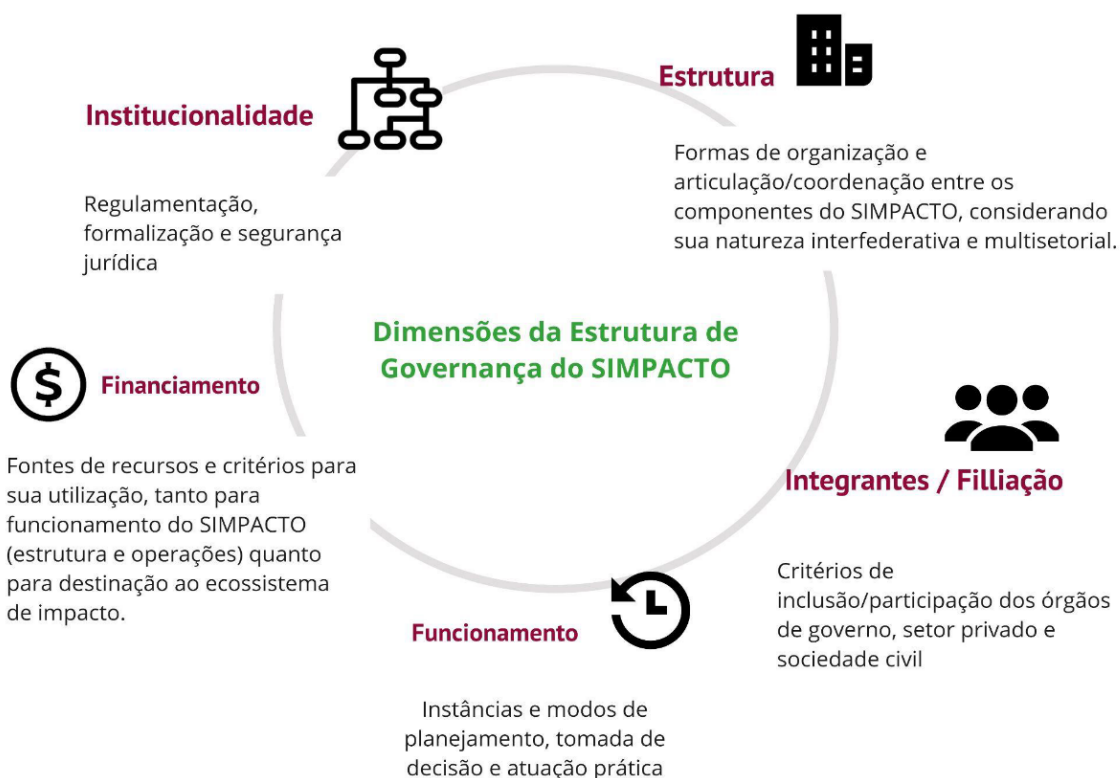 Institucionalidade
Regulamentação,
formalização e segurança
jurídica
Estrutura
Formas de organização e
articulação/coordenação entre os
componentes do SIMPACTO, considerando
sua natureza interfederativa e multisetorial.
Dimensões da Estrutura de
Governança do SIMPACTO
$ Financiamento
Fontes de recursos e critérios para
sua utilização, tanto para
funcionamento do SIMPACTO
(estrutura e operações) quanto
para destinação ao ecossistema
de impacto.
Integrantes / Filliação
Critérios de
inclusão/participação dos órgãos
de governo, setor privado e
sociedade civil
Funcionamento
Instâncias e modos de
planejamento, tomada de
decisão e atuação prática